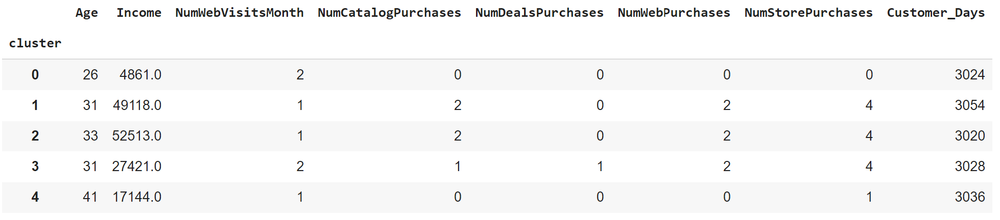 Age Income NumWebVisitsMonth NumCatalogPurchases NumDealsPurchases NumWebPurchases NumStorePurchases Customer_Days
cluster
0 26 4861.0 2 0 0 0 0 3024
1 31 49118.0 1 2 0 2 4 3054
2 33 52513.0 1 2 0 2 4 3020
3 31 27421.0 2 1 1 2 4 3028
4 41 17144.0 1 0 0 0 1 3036